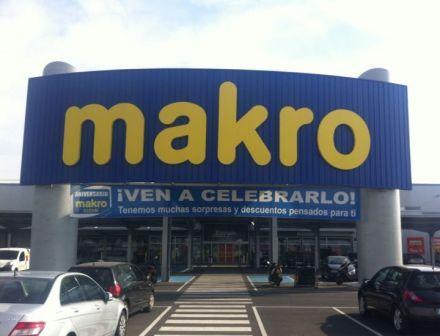 makro
ANIVERSARIO
makro
¡VEN A CELEBRARLO!
Tenemos muchas sorpresas y descuentos pensados para ti